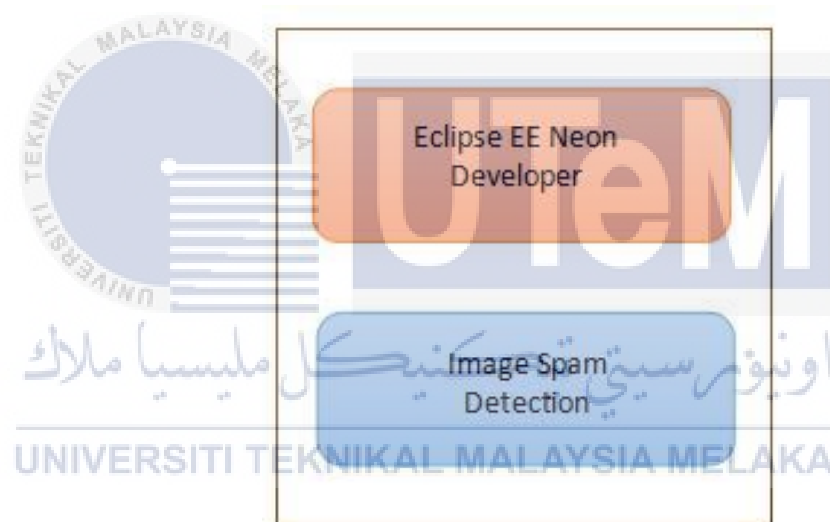 UNIVERSITI TEKNIKAL MALAYSIA MELAKA
UTeM
Eclipse EE Neon
Developer
Image Spam
Detection
اونيۏرسيتي تيكنيكل مليسيا ملاك
UNIVERSITI TEKNIKAL MALAYSIA MELAKA